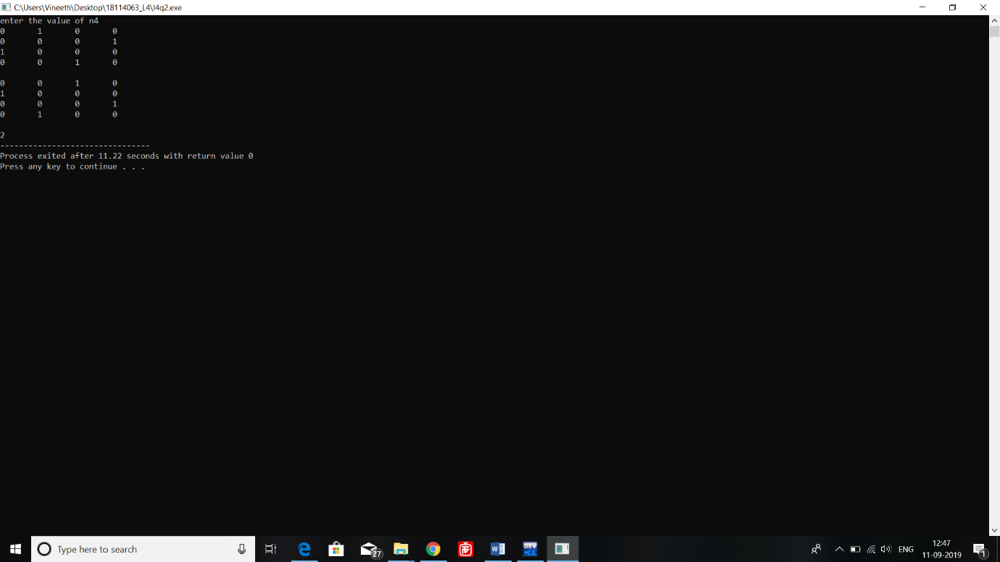 C:\Users\Vineeth\Desktop\18114063_L4\l4q2.exe
enter the value of n4
0 1 0 0
0 0 0 1
1 0 0 0
0 0 1 0
0 0 1 0
1 0 0 0
0 0 0 1
0 1 0 0
2
--------------------------------
Process exited after 11.22 seconds with return value 0
Press any key to continue . . .
Type here to search
27
W
DEV
C++
ENG
12:47
11-09-2019
1